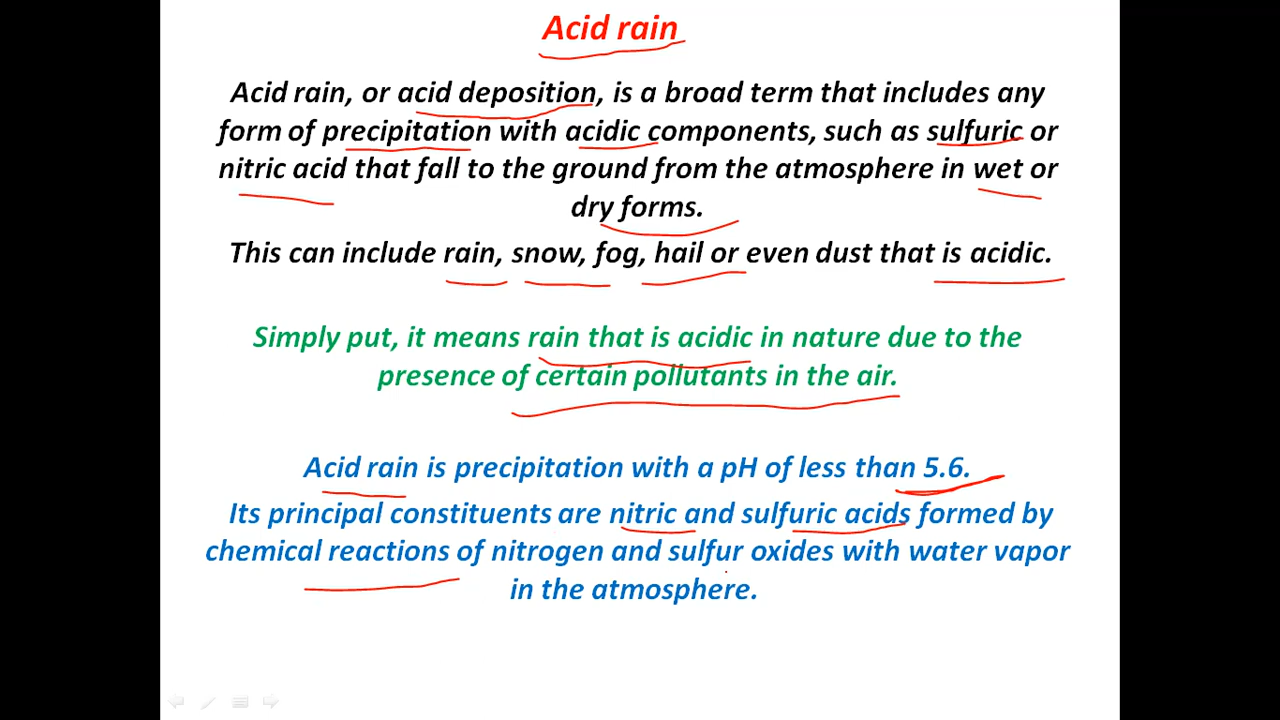 Acid rain
Acid rain, or acid deposition, is a broad term that includes any
form of precipitation with acidic components, such as sulfuric or
nitric acid that fall to the ground from the atmosphere in wet or
dry forms.
This can include rain, snow, fog, hail or even dust that is acidic.
Simply put, it means rain that is acidic in nature due to the
presence of certain pollutants in the air.
Acid rain is precipitation with a pH of less than 5.6.
Its principal constituents are nitric and sulfuric acids formed by
chemical reactions of nitrogen and sulfur oxides with water vapor
in the atmosphere.